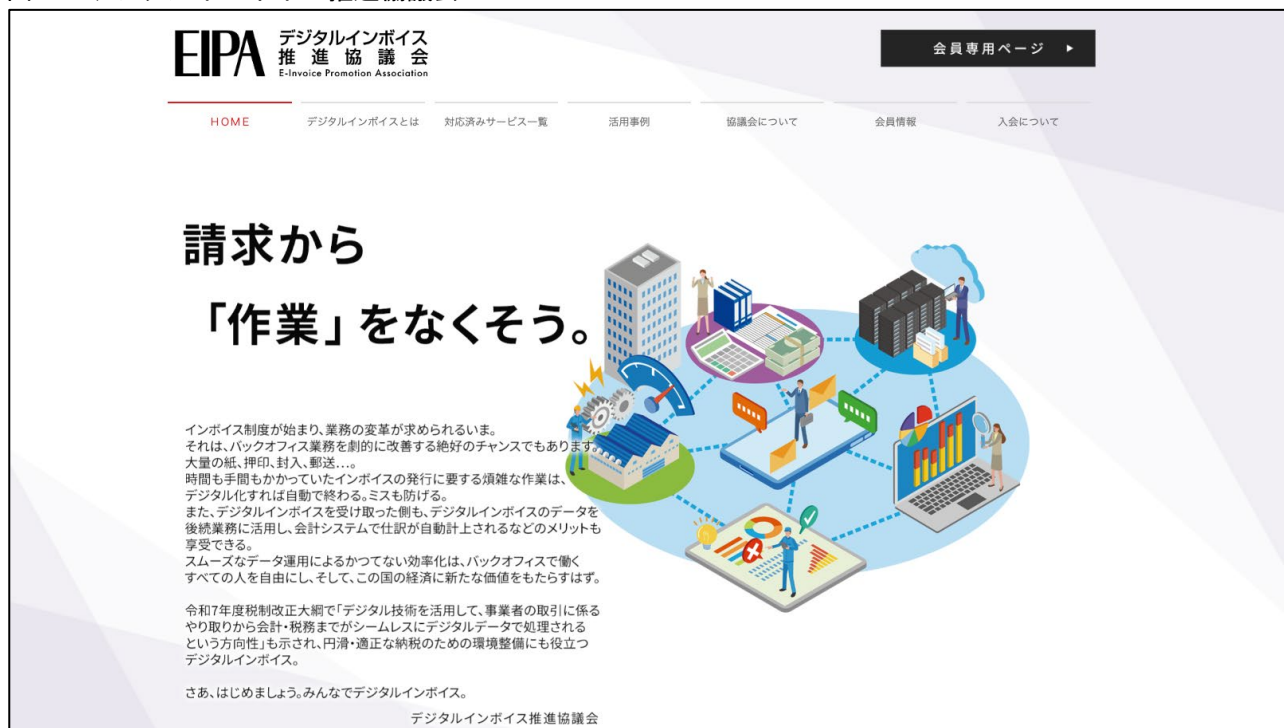 EIPA
デジタルインボイス
推進協議会
E-Invoice Promotion Association
会員専用ページ ▶
HOME
デジタルインボイスとは
対応済みサービス一覧
活用事例
協議会について
会員情報
入会について
請求から
「作業」をなくそう。
インボイス制度が始まり、業務の変革が求められるいま。
それは、バックオフィス業務を劇的に改善する絶好のチャンスでもあります。
大量の紙、押印、封入、郵送…。
時間も手間もかかっていたインボイスの発行に要する煩雑な作業は、
デジタル化すれば自動で終わる。ミスも防げる。
また、デジタルインボイスを受け取った側も、デジタルインボイスのデータを
後続業務に活用し、会計システムで仕訳が自動計上されるなどのメリットも
享受できる。
スムーズなデータ運用によるかつてない効率化は、バックオフィスで働く
すべての人を自由にし、そして、この国の経済に新たな価値をもたらすはず。
令和7年度税制改正大綱で「デジタル技術を活用して、事業者の取引に係る
やり取りから会計・税務までがシームレスにデジタルデータで処理される
という方向性」も示され、円滑・適正な納税のための環境整備にも役立つ
デジタルインボイス。
さあ、はじめましょう。みんなでデジタルインボイス。
デジタルインボイス推進協議会